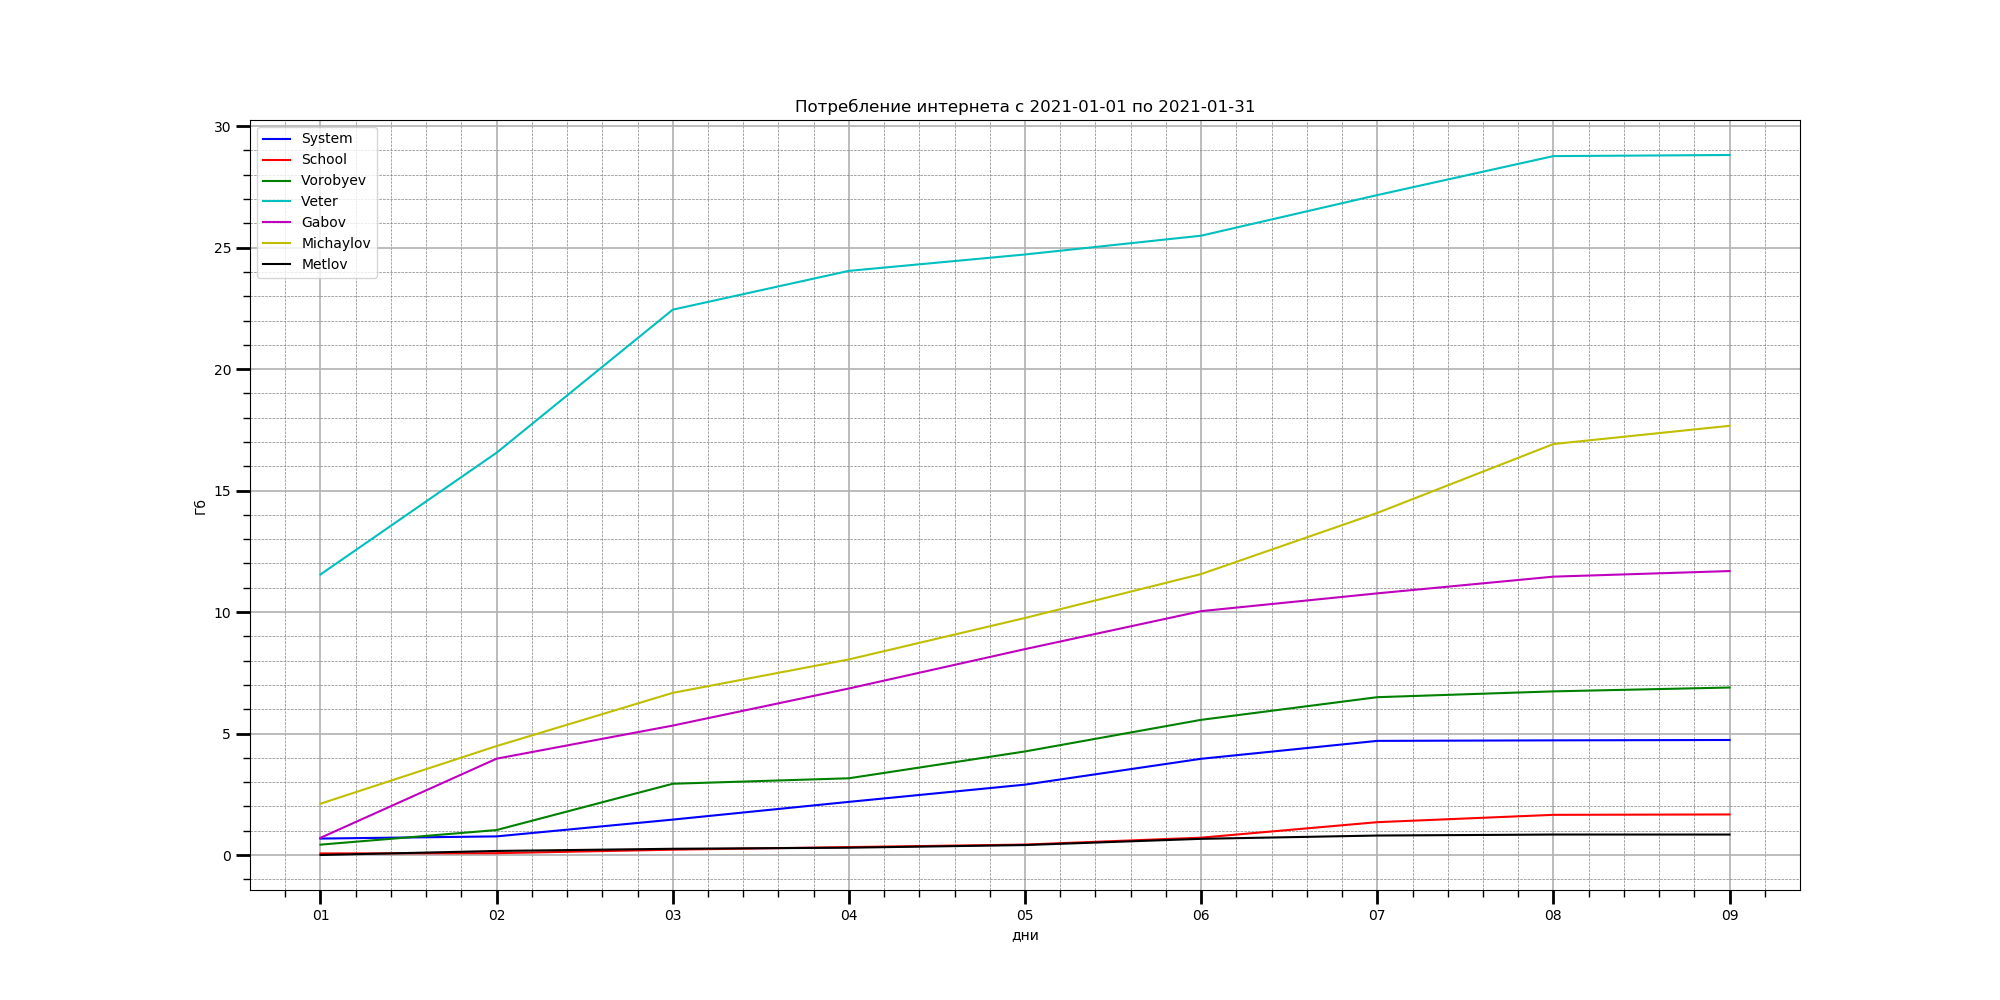 Потребление интернета с 2021-01-01 по 2021-01-31
System
School
Vorobyev
Veter
Gabov
Michaylov
Metlov
30
25
20
15
10
5
0
Гб
01 02 03 04 05 06 07 08 09
дни